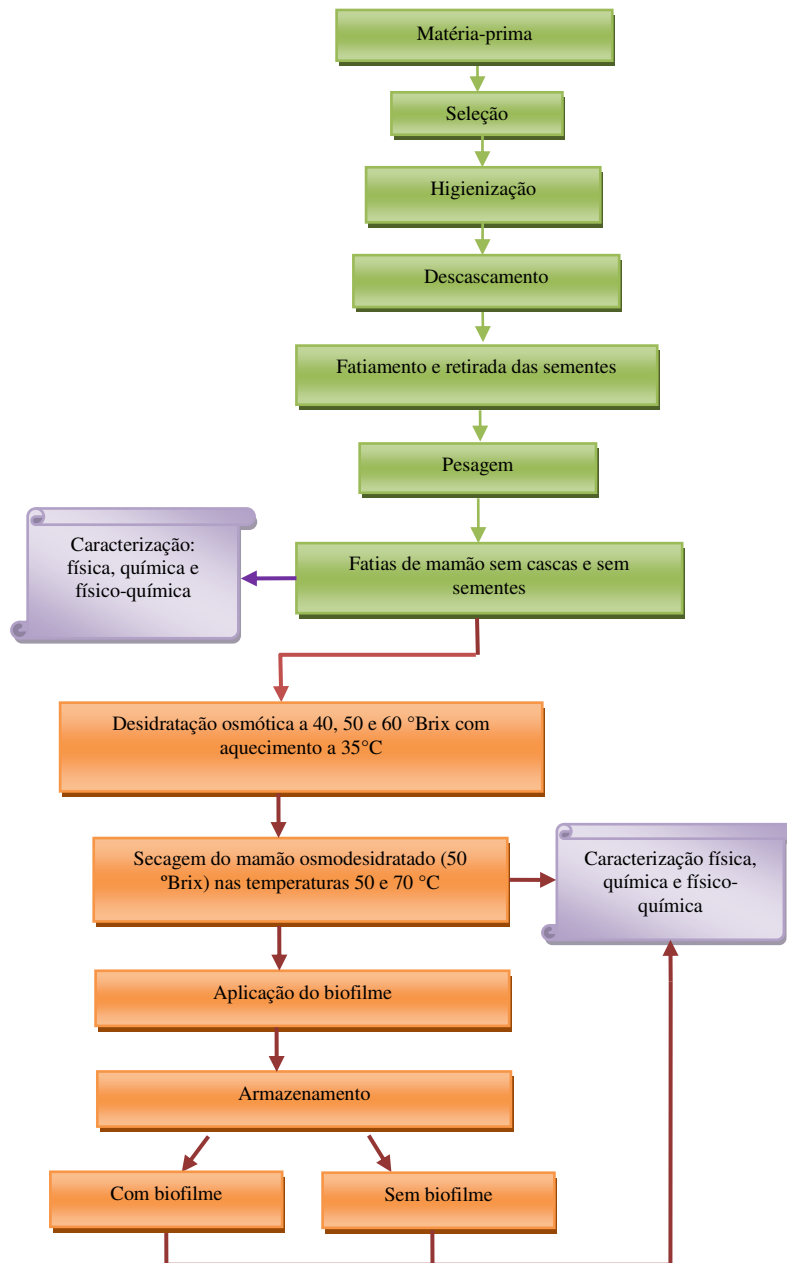 Matéria-prima
Seleção
Higienização
Descascamento
Fatiamento e retirada das sementes
Pesagem
Caracterização:
física, química e
físico-química
Fatias de mamão sem cascas e sem
sementes
Desidratação osmótica a 40, 50 e 60 °Brix com
aquecimento a 35°C
Secagem do mamão osmodesidratado (50
ºBrix) nas temperaturas 50 e 70 °C
Caracterização física,
química e físico-
química
Aplicação do biofilme
Armazenamento
Com biofilme
Sem biofilme